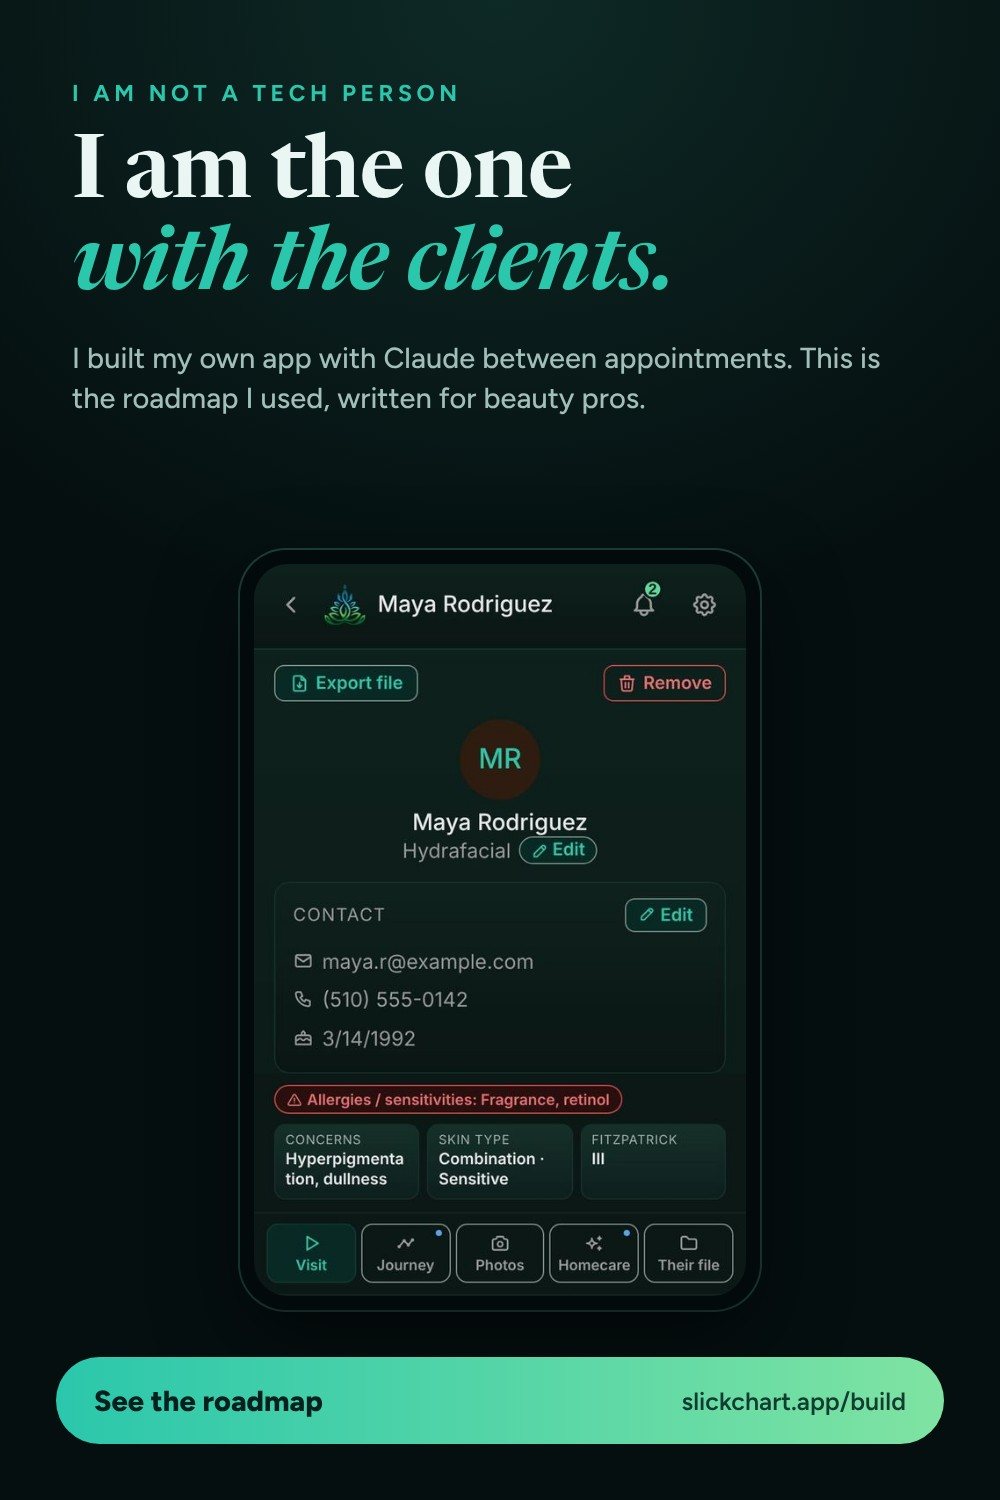 I AM NOT A TECH PERSON
I am the one
with the clients.
I built my own app with Claude between appointments. This is
the roadmap I used, written for beauty pros.
Maya Rodriguez
2
Export file
Remove
MR
Maya Rodriguez
Hydrafacial
Edit
CONTACT
Edit
maya.r@example.com
(510) 555-0142
3/14/1992
Allergies / sensitivities: Fragrance, retinol
CONCERNS
Hyperpigmenta
tion, dullness
SKIN TYPE
Combination ·
Sensitive
FITZPATRICK
III
Visit
Journey
Photos
Homecare
Their file
See the roadmap
slickchart.app/build